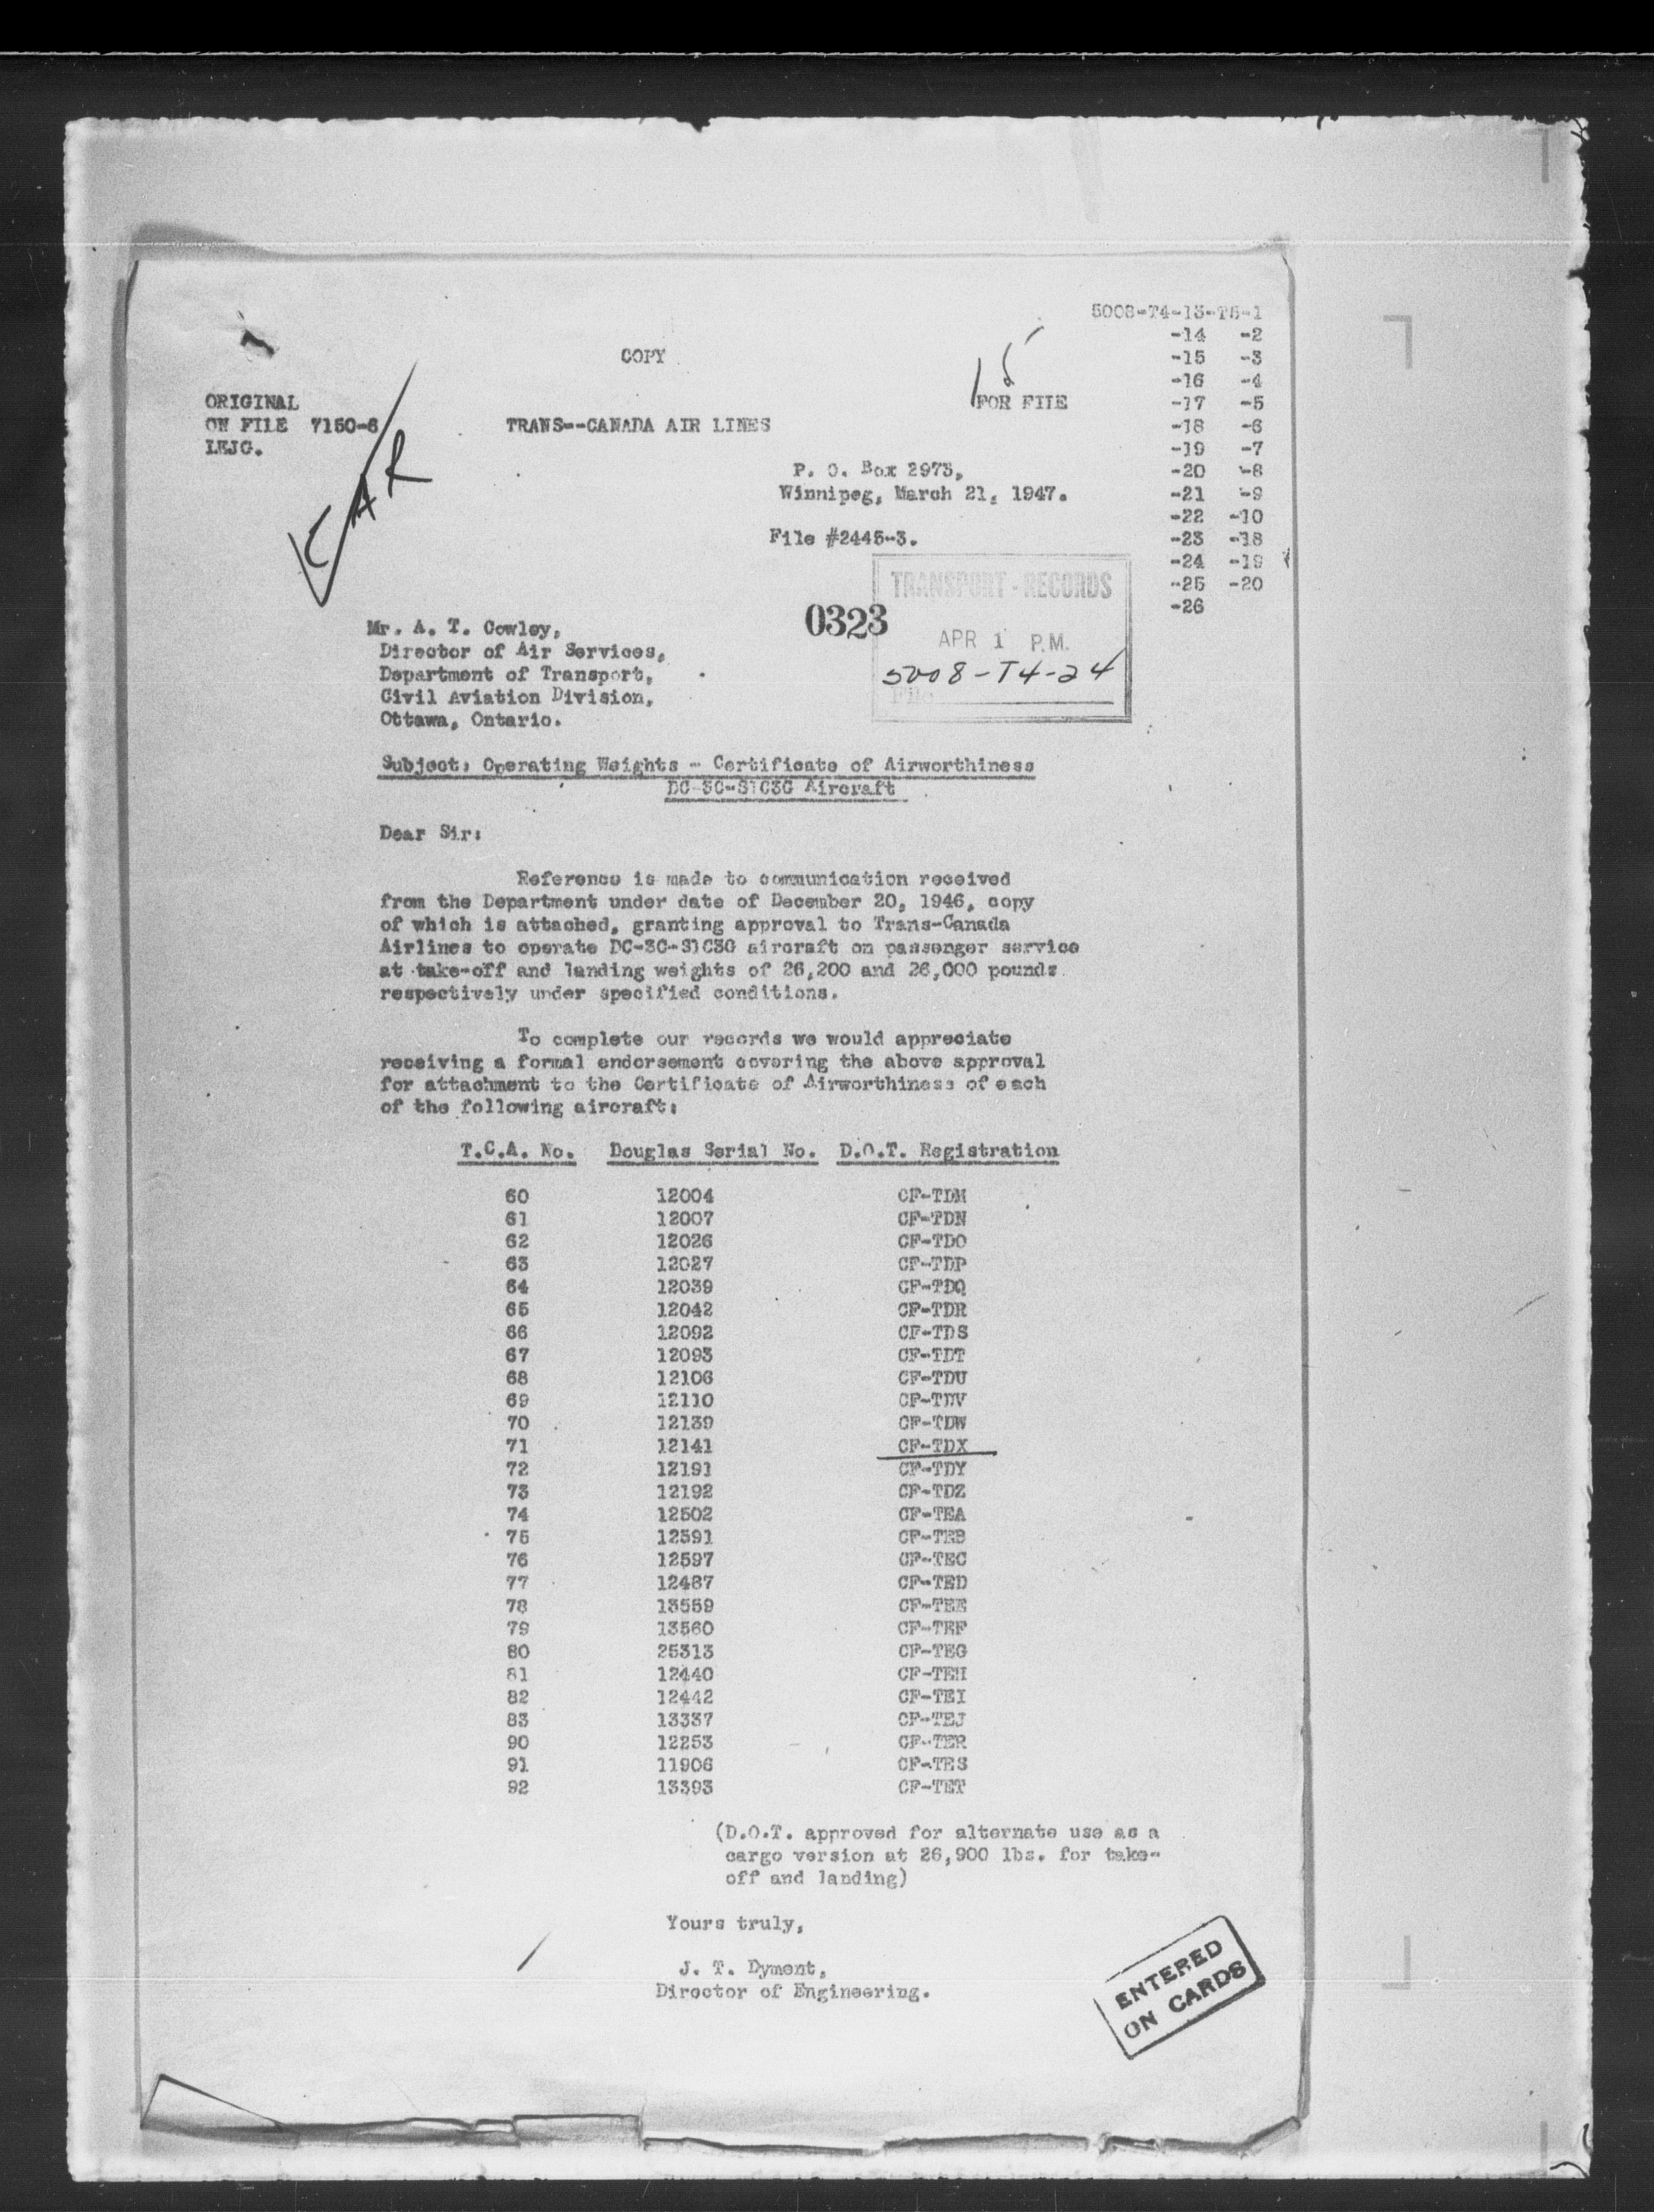 5008-T4-13-T5-1
-14 -2
COPY
-15 -3
-16 -4
15
ORIGINAL
FOR FILE
-17 -5
ON FILE 7150-6
TRANS--CANADA AIR LINES
-18 -6
LEJG.
-19 -7
P. O. Box 2973,
-20 -8
Winnipeg, March 21, 1947.
-21 -9
CAR
-22 -10
File #2445-3.
-23 -18
-24 -19
TRANSPORT - RECORDS
-25 -20
-26
0323
Mr. A. T. Cowley,
APR 1 P.M.
Director of Air Services,
Department of Transport,
5008-T4-24
Civil Aviation Division,
File
Ottawa, Ontario.
Subject: Operating Weights - Certificate of Airworthiness
DC-3C-S1C3G Aircraft
Dear Sir:
Reference is made to communication received
from the Department under date of December 20, 1946, copy
of which is attached, granting approval to Trans-Canada
Airlines to operate DC-3C-S1C3G aircraft on passenger service
at take-off and landing weights of 26,200 and 26,000 pounds
respectively under specified conditions.
To complete our records we would appreciate
receiving a formal endorsement covering the above approval
for attachment to the Certificate of Airworthiness of each
of the following aircraft:
T.C.A. No. Douglas Serial No. D.O.T. Registration
60 12004 CF-TDM
61 12007 CF-TDN
62 12026 CF-TDO
63 12027 CF-TDP
64 12039 CF-TDQ
65 12042 CF-TDR
66 12092 CF-TDS
67 12093 CF-TDT
68 12106 CF-TDU
69 12110 CF-TDV
70 12139 CF-TDW
71 12141 CF-TDX
72 12191 CF-TDY
73 12192 CF-TDZ
74 12502 CF-TEA
75 12591 CF-TEB
76 12597 CF-TEC
77 12487 CF-TED
78 13559 CF-TEE
79 13560 CF-TEF
80 25313 CF-TEG
81 12440 CF-TEH
82 12442 CF-TEI
83 13337 CF-TEJ
90 12253 CF-TER
91 11906 CF-TES
92 13393 CF-TET
(D.O.T. approved for alternate use as a
cargo version at 26,900 lbs. for take-
off and landing)
Yours truly,
J. T. Dyment,
Director of Engineering.
ENTERED
ON CARDS